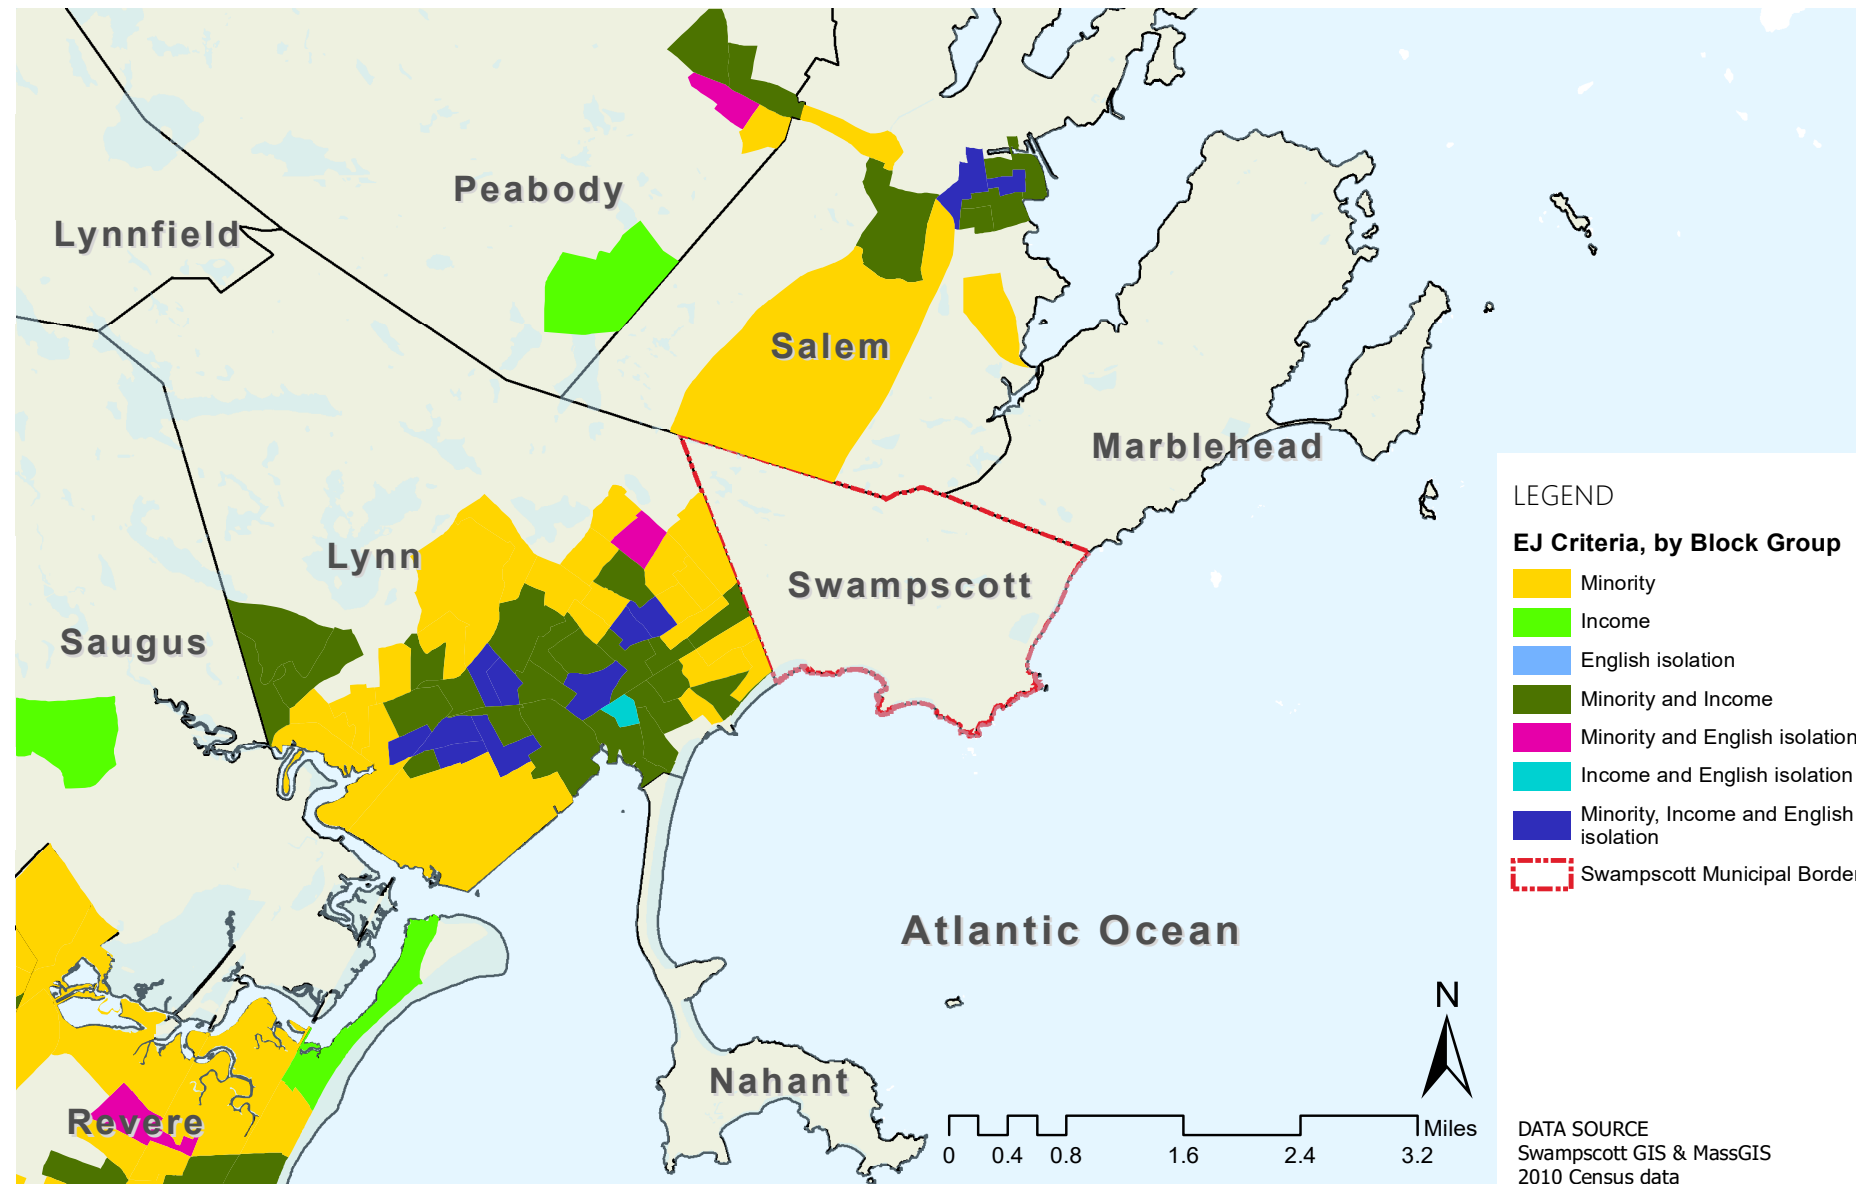 Peabody
Lynnfield
Salem
Marblehead
Lynn
Swampscott
Saugus
Atlantic Ocean
Nahant
Revere
LEGEND
EJ Criteria, by Block Group
Minority
Income
English isolation
Minority and Income
Minority and English isolation
Income and English isolation
Minority, Income and English
isolation
Swampscott Municipal Border
N
Miles
0 0.4 0.8 1.6 2.4 3.2
DATA SOURCE
Swampscott GIS & MassGIS
2010 Census data